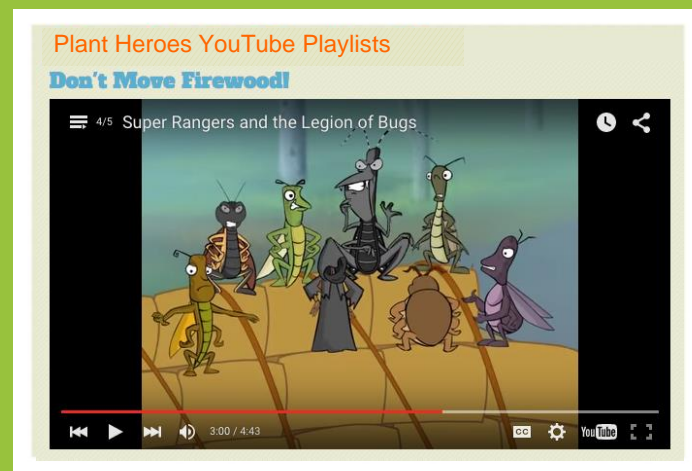 Plant Heroes YouTube Playlists
Don't Move Firewood!
4/5 Super Rangers and the Legion of Bugs
3:00 / 4:43
CC
YouTube